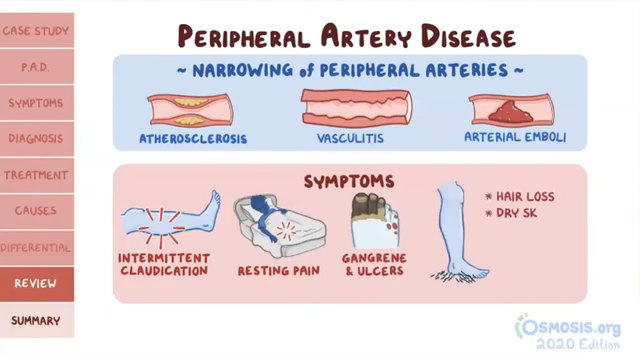 CASE STUDY
P.A.D.
SYMPTOMS
DIAGNOSIS
TREATMENT
CAUSES
DIFFERENTIAL
REVIEW
SUMMARY
PERIPHERAL ARTERY DISEASE
~ NARROWING of PERIPHERAL ARTERIES ~
ATHEROSCLEROSIS
VASCULITIS
ARTERIAL EMBOLI
SYMPTOMS
INTERMITTENT
CLAUDICATION
RESTING PAIN
GANGRENE
& ULCERS
* HAIR LOSS
* DRY SK
OSMOSIS.org
2020 Edition